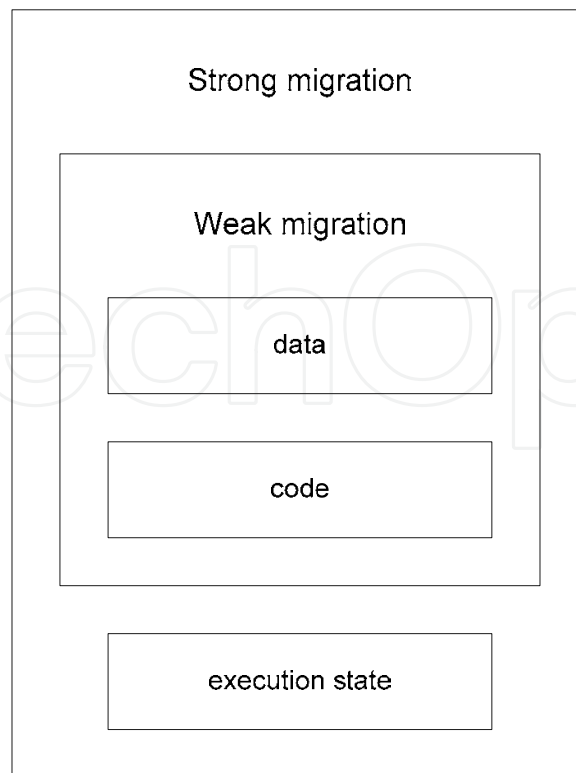 Strong migration
Weak migration
data
code
execution state